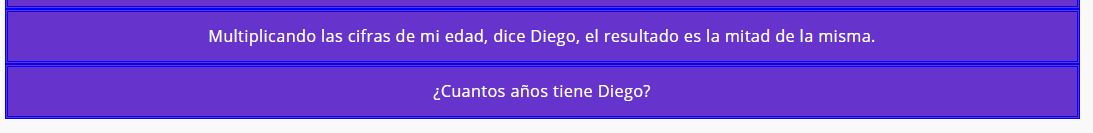 Multiplicando las cifras de mi edad, dice Diego, el resultado es la mitad de la misma.
¿Cuantos años tiene Diego?